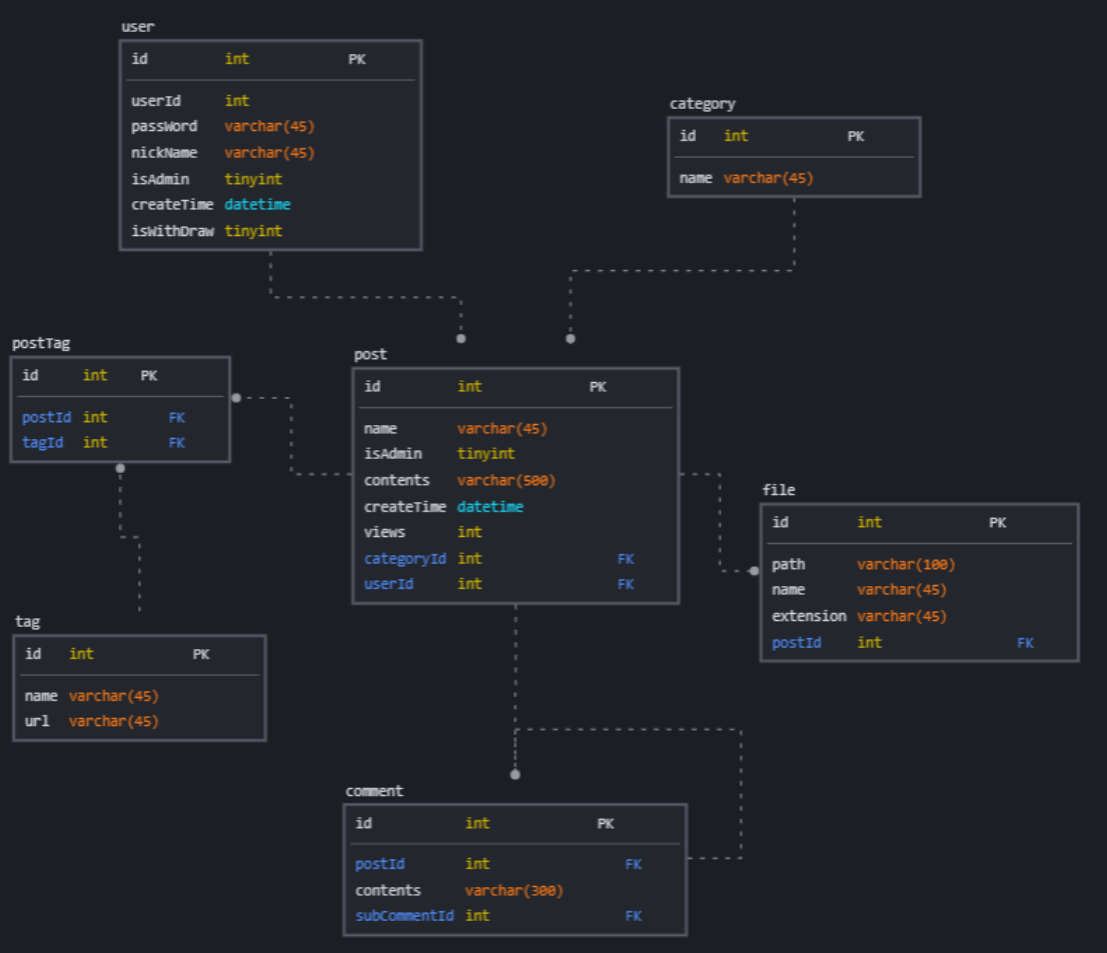 user
id int PK
userId int
passWord varchar(45)
nickName varchar(45)
isAdmin tinyint
createTime datetime
isWithDraw tinyint
category
id int PK
name varchar(45)
postTag
id int PK
postId int FK
tagId int FK
post
id int PK
name varchar(45)
isAdmin tinyint
contents varchar(500)
createTime datetime
views int
categoryId int FK
userId int FK
file
id int PK
path varchar(100)
name varchar(45)
extension varchar(45)
postId int FK
tag
id int PK
name varchar(45)
url varchar(45)
comment
id int PK
postId int FK
contents varchar(300)
subCommentId int FK